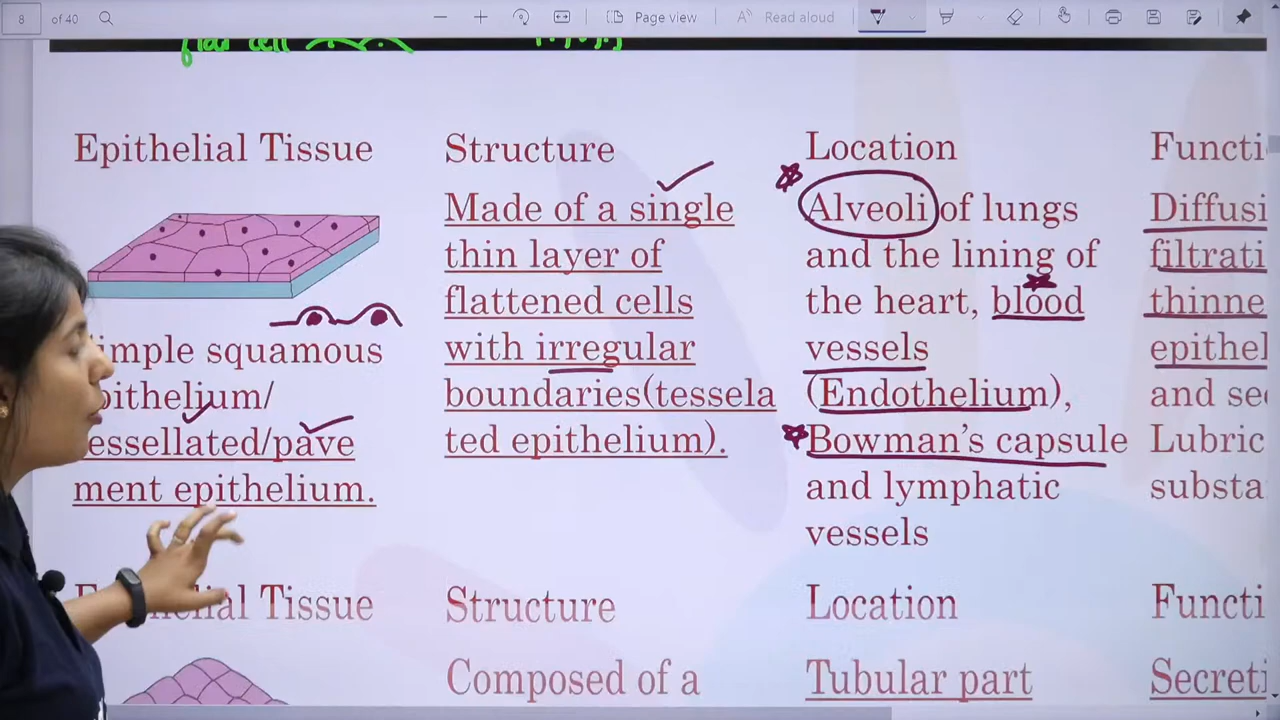 8 of 40 Page view Read aloud
flat cell
Epithelial Tissue Structure Location Functi
Made of a single Alveoli of lungs Diffusi
thin layer of and the lining of filtrati
flattened cells the heart, blood thinne
imple squamous with irregular vessels epithel
pithelium/ boundaries(tessela (Endothelium), and sec
essellated/pave ted epithelium). Bowman's capsule Lubric
ment epithelium. and lymphatic substa
vessels
Tissue Structure Location Functi
Composed of a Tubular part Secreti